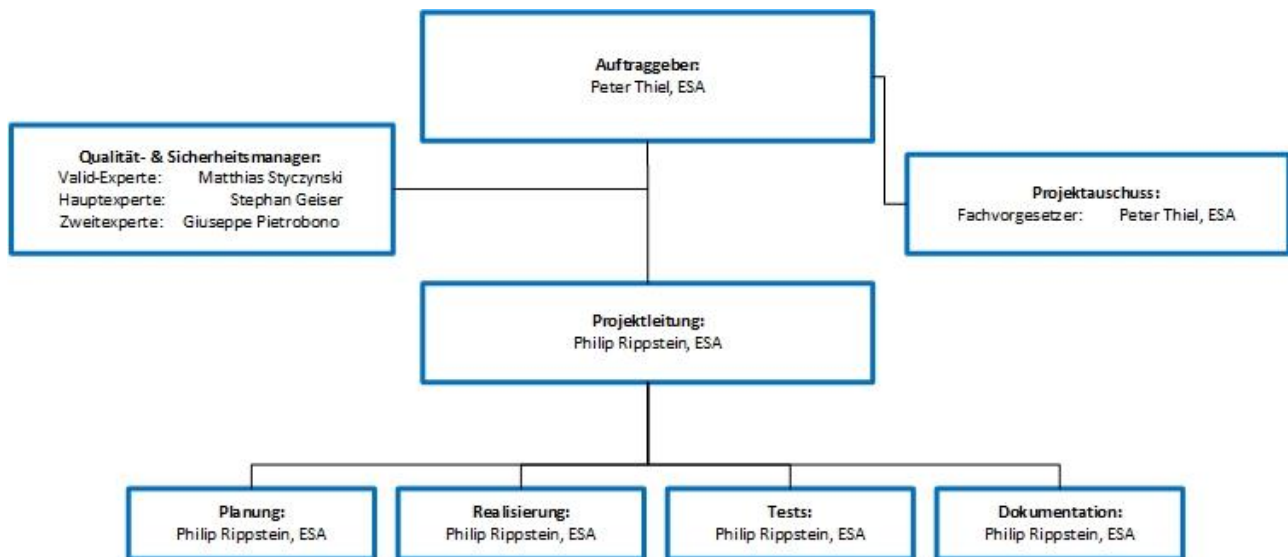 Auftraggeber:
Peter Thiel, ESA
Qualität- & Sicherheitsmanager:
Valid-Experte: Matthias Styczynski
Hauptexperte: Stephan Geiser
Zweitexperte: Giuseppe Pietrobono
Projektauschuss:
Fachvorgesetzer: Peter Thiel, ESA
Projektleitung:
Philip Rippstein, ESA
Planung:
Philip Rippstein, ESA
Realisierung:
Philip Rippstein, ESA
Tests:
Philip Rippstein, ESA
Dokumentation:
Philip Rippstein, ESA